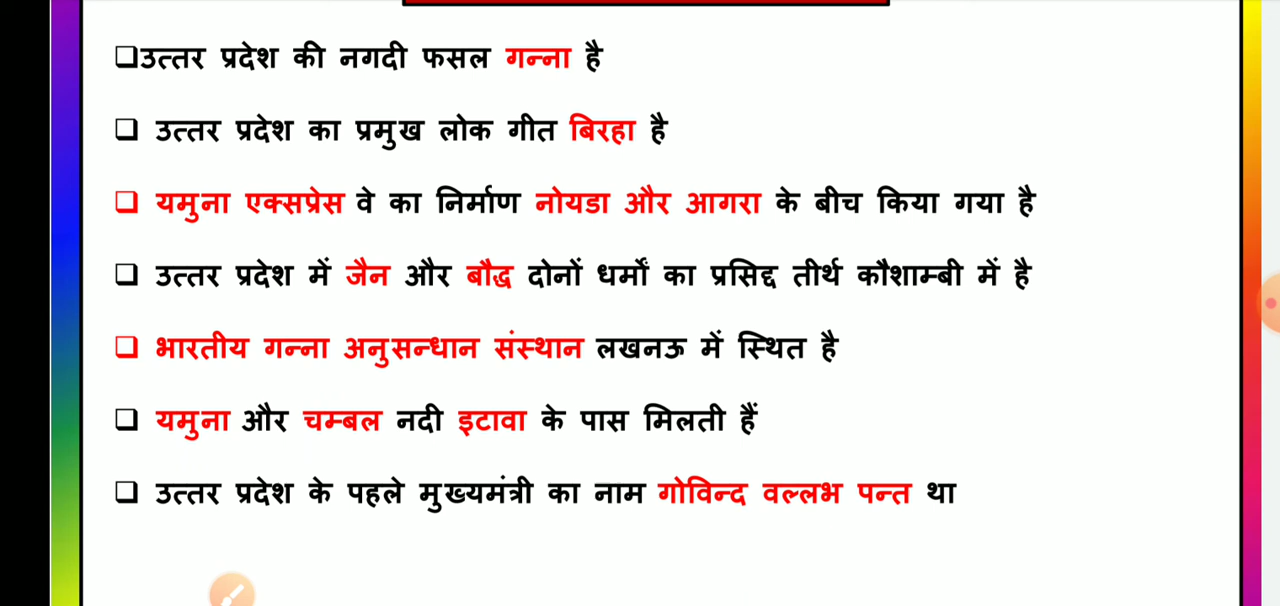 ❑उत्तर प्रदेश की नगदी फसल गन्ना है
❑ उत्तर प्रदेश का प्रमुख लोक गीत बिरहा है
❑ यमुना एक्सप्रेस वे का निर्माण नोयडा और आगरा के बीच किया गया है
❑ उत्तर प्रदेश में जैन और बौद्ध दोनों धर्मों का प्रसिद्द तीर्थ कौशाम्बी में है
❑ भारतीय गन्ना अनुसन्धान संस्थान लखनऊ में स्थित है
❑ यमुना और चम्बल नदी इटावा के पास मिलती हैं
❑ उत्तर प्रदेश के पहले मुख्यमंत्री का नाम गोविन्द वल्लभ पन्त था